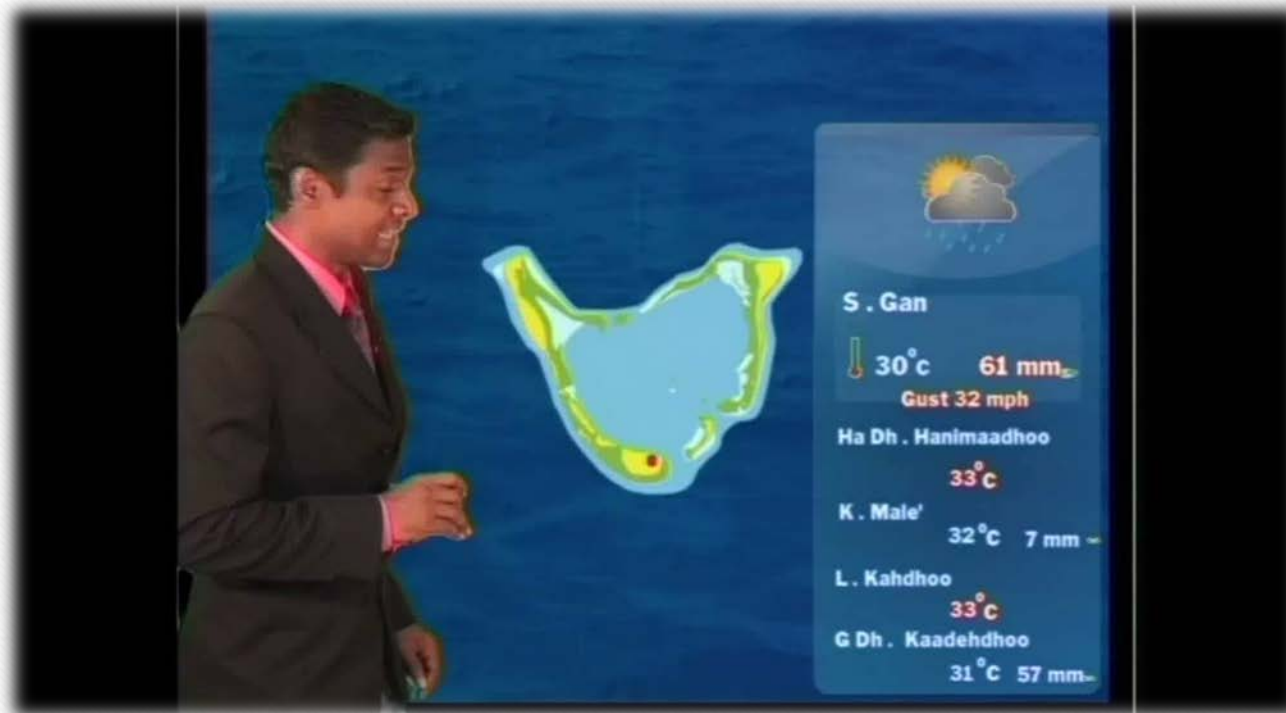 S . Gan
30°c 61 mm
Gust 32 mph
Ha Dh . Hanimaadhoo
33°c
K . Male'
32°c 7 mm
L . Kahdhoo
33°c
G Dh . Kaadehdhoo
31°c 57 mm